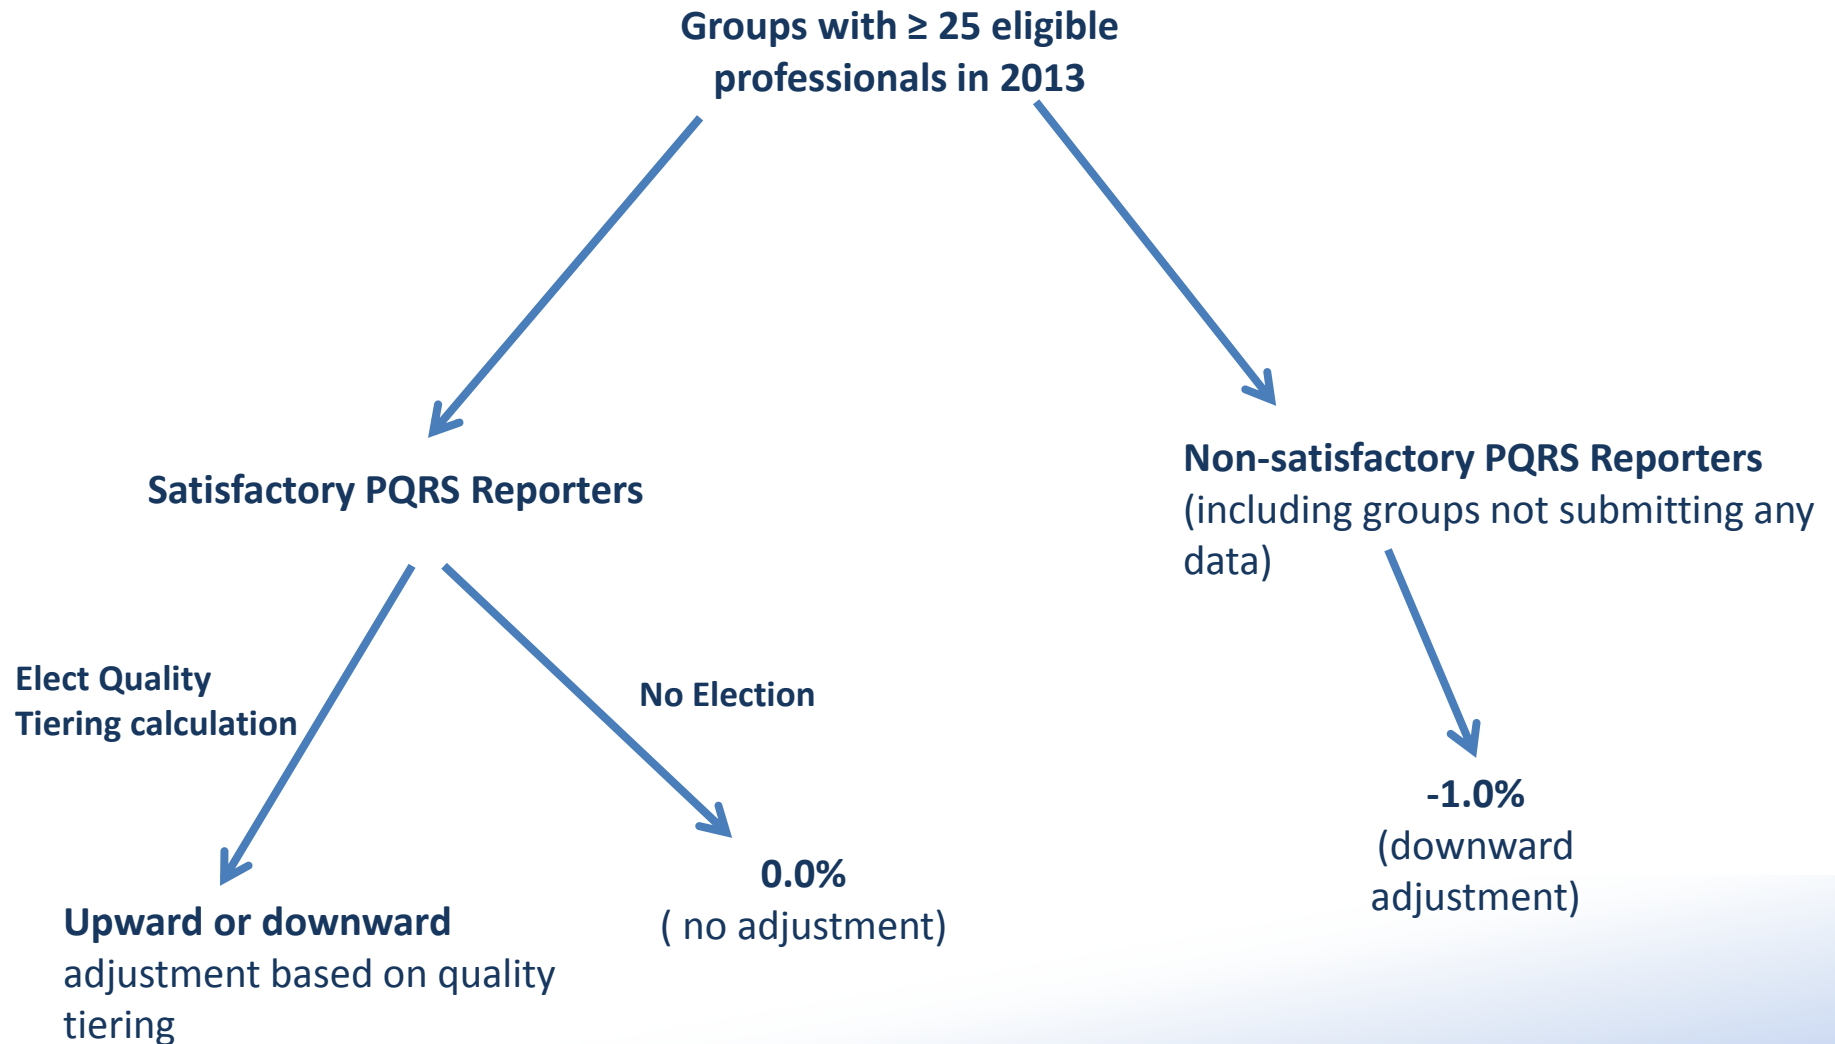 Groups with ≥ 25 eligible
professionals in 2013
Satisfactory PQRS Reporters
Non-satisfactory PQRS Reporters
(including groups not submitting any
data)
Elect Quality
Tiering calculation
No Election
-1.0%
(downward
adjustment)
0.0%
( no adjustment)
Upward or downward
adjustment based on quality
tiering